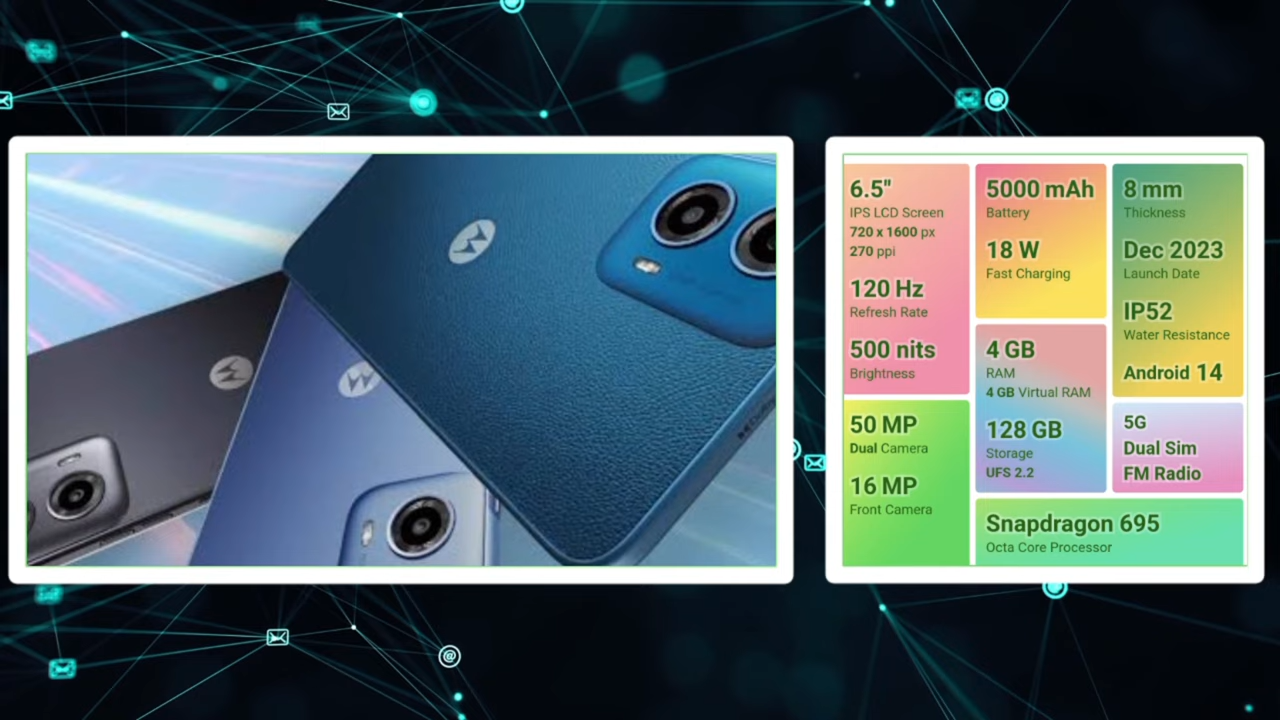 6.5"
IPS LCD Screen
720 x 1600 px
270 ppi
120 Hz
Refresh Rate
500 nits
Brightness
50 MP
Dual Camera
16 MP
Front Camera
5000 mAh
Battery
18 W
Fast Charging
4 GB
RAM
4 GB Virtual RAM
128 GB
Storage
UFS 2.2
8 mm
Thickness
Dec 2023
Launch Date
IP52
Water Resistance
Android 14
5G
Dual Sim
FM Radio
Snapdragon 695
Octa Core Processor